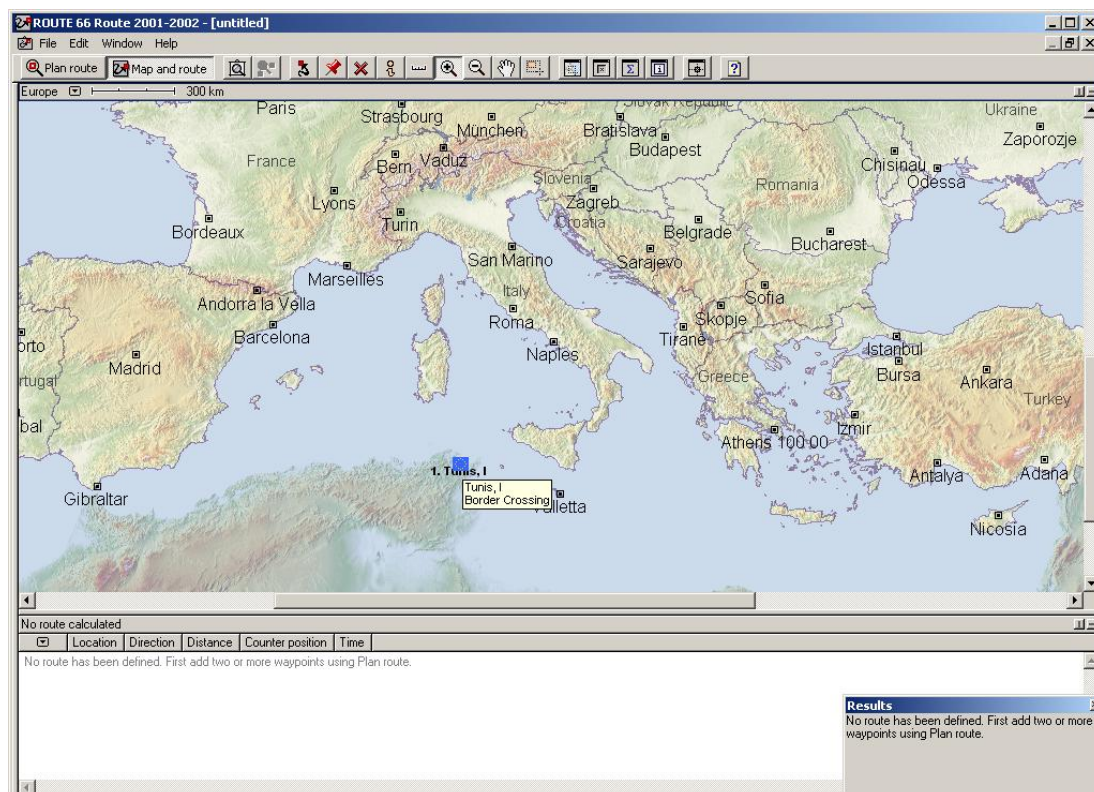 ROUTE 66 Route 2001-2002 - [untitled]
File Edit Window Help
Plan route Map and route
Europe 300 km
Paris
Strasbourg
München
Slovak Republic
Bratislava
Budapest
Ukraine
Zaporozje
France
Bern
Vaduz
Slovenia
Zagreb
Croatia
Romania
Chisinau
Odessa
Lyons
Turin
Bordeaux
Belgrade
Bucharest
San Marino
Sarajevo
Marseilles
Andorra la Vella
Italy
Sofia
Skopje
Barcelona
Roma
Tirane
Istanbul
orto
Madrid
Naples
Greece
Bursa
Ankara
rtugal
Turkey
bal
Izmir
Athens 100 00
1. Tunis, I
Tunis, I
Border Crossing
Valletta
Gibraltar
Antalya
Adana
Nicosia
No route calculated
Location Direction Distance Counter position Time
No route has been defined. First add two or more waypoints using Plan route.
Results
No route has been defined. First add two or more
waypoints using Plan route.